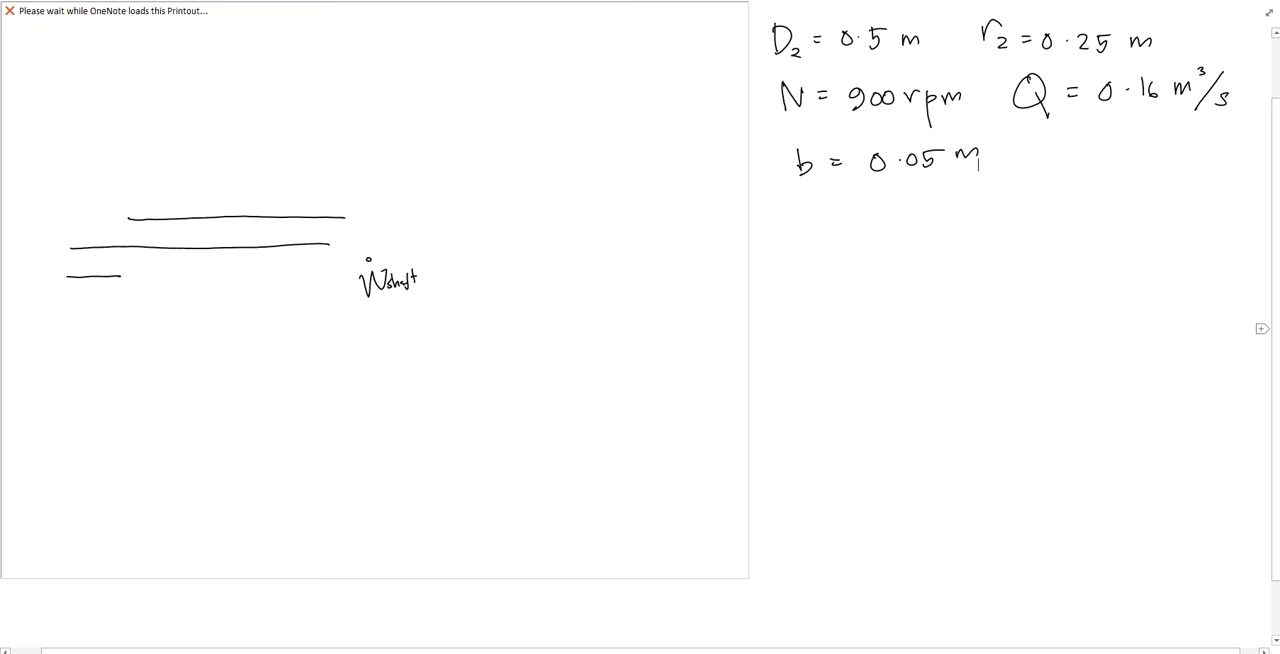 Please wait while OneNote loads this Printout...
D₂ = 0.5 m r₂ = 0.25 m
N = 900 rpm Q = 0.16 m³/s
b = 0.05 m
Ẇshaft